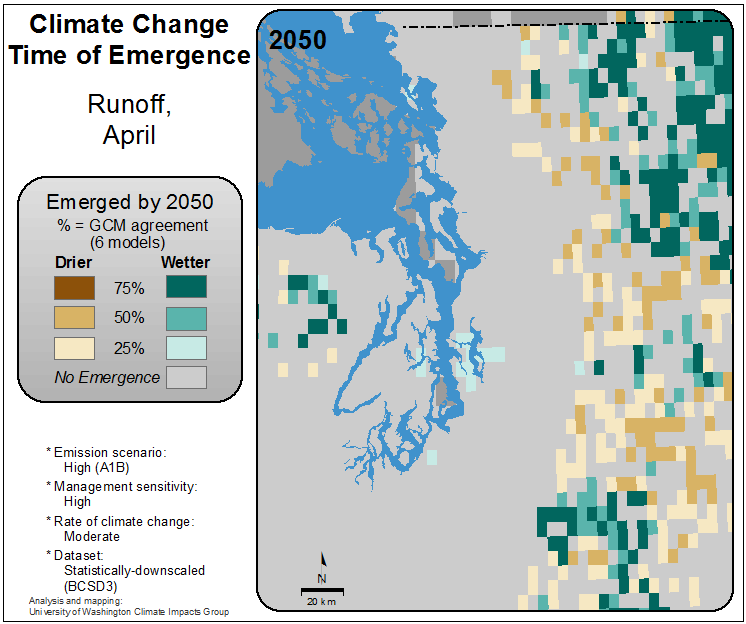 Climate Change
Time of Emergence
Runoff,
April
Emerged by 2050
% = GCM agreement
(6 models)
Drier Wetter
75%
50%
25%
No Emergence
* Emission scenario:
High (A1B)
* Management sensitivity:
High
* Rate of climate change:
Moderate
* Dataset:
Statistically-downscaled
(BCSD3)
Analysis and mapping:
University of Washington Climate Impacts Group
2050
N
20 km